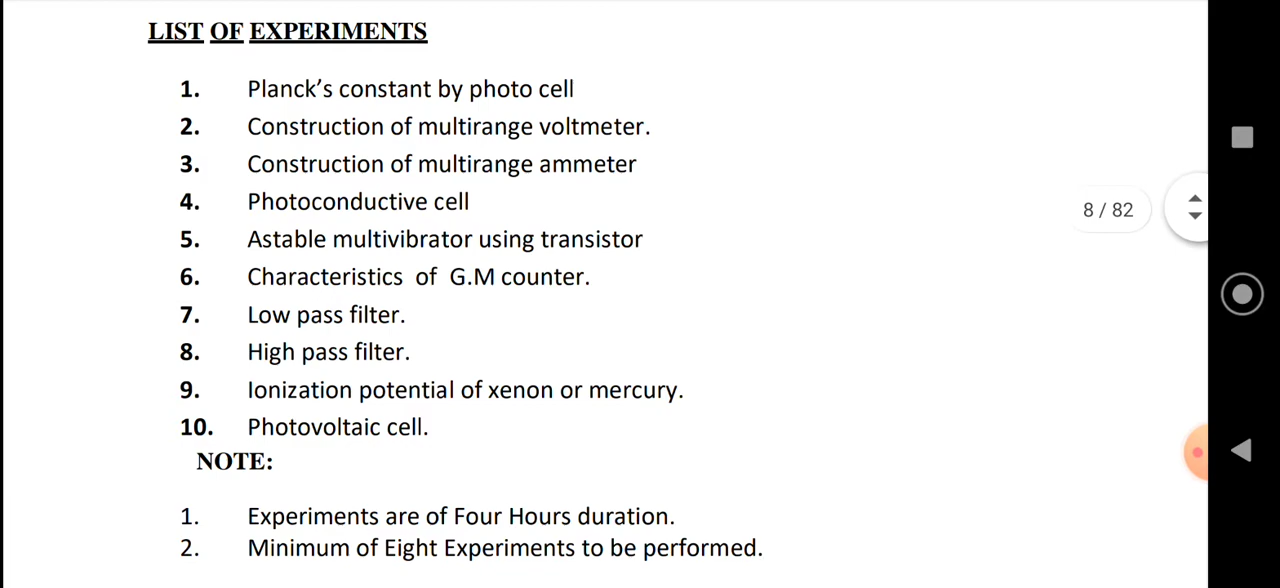 LIST OF EXPERIMENTS
1. Planck’s constant by photo cell
2. Construction of multirange voltmeter.
3. Construction of multirange ammeter
4. Photoconductive cell
5. Astable multivibrator using transistor
6. Characteristics of G.M counter.
7. Low pass filter.
8. High pass filter.
9. Ionization potential of xenon or mercury.
10. Photovoltaic cell.
NOTE:
1. Experiments are of Four Hours duration.
2. Minimum of Eight Experiments to be performed.
8 / 82